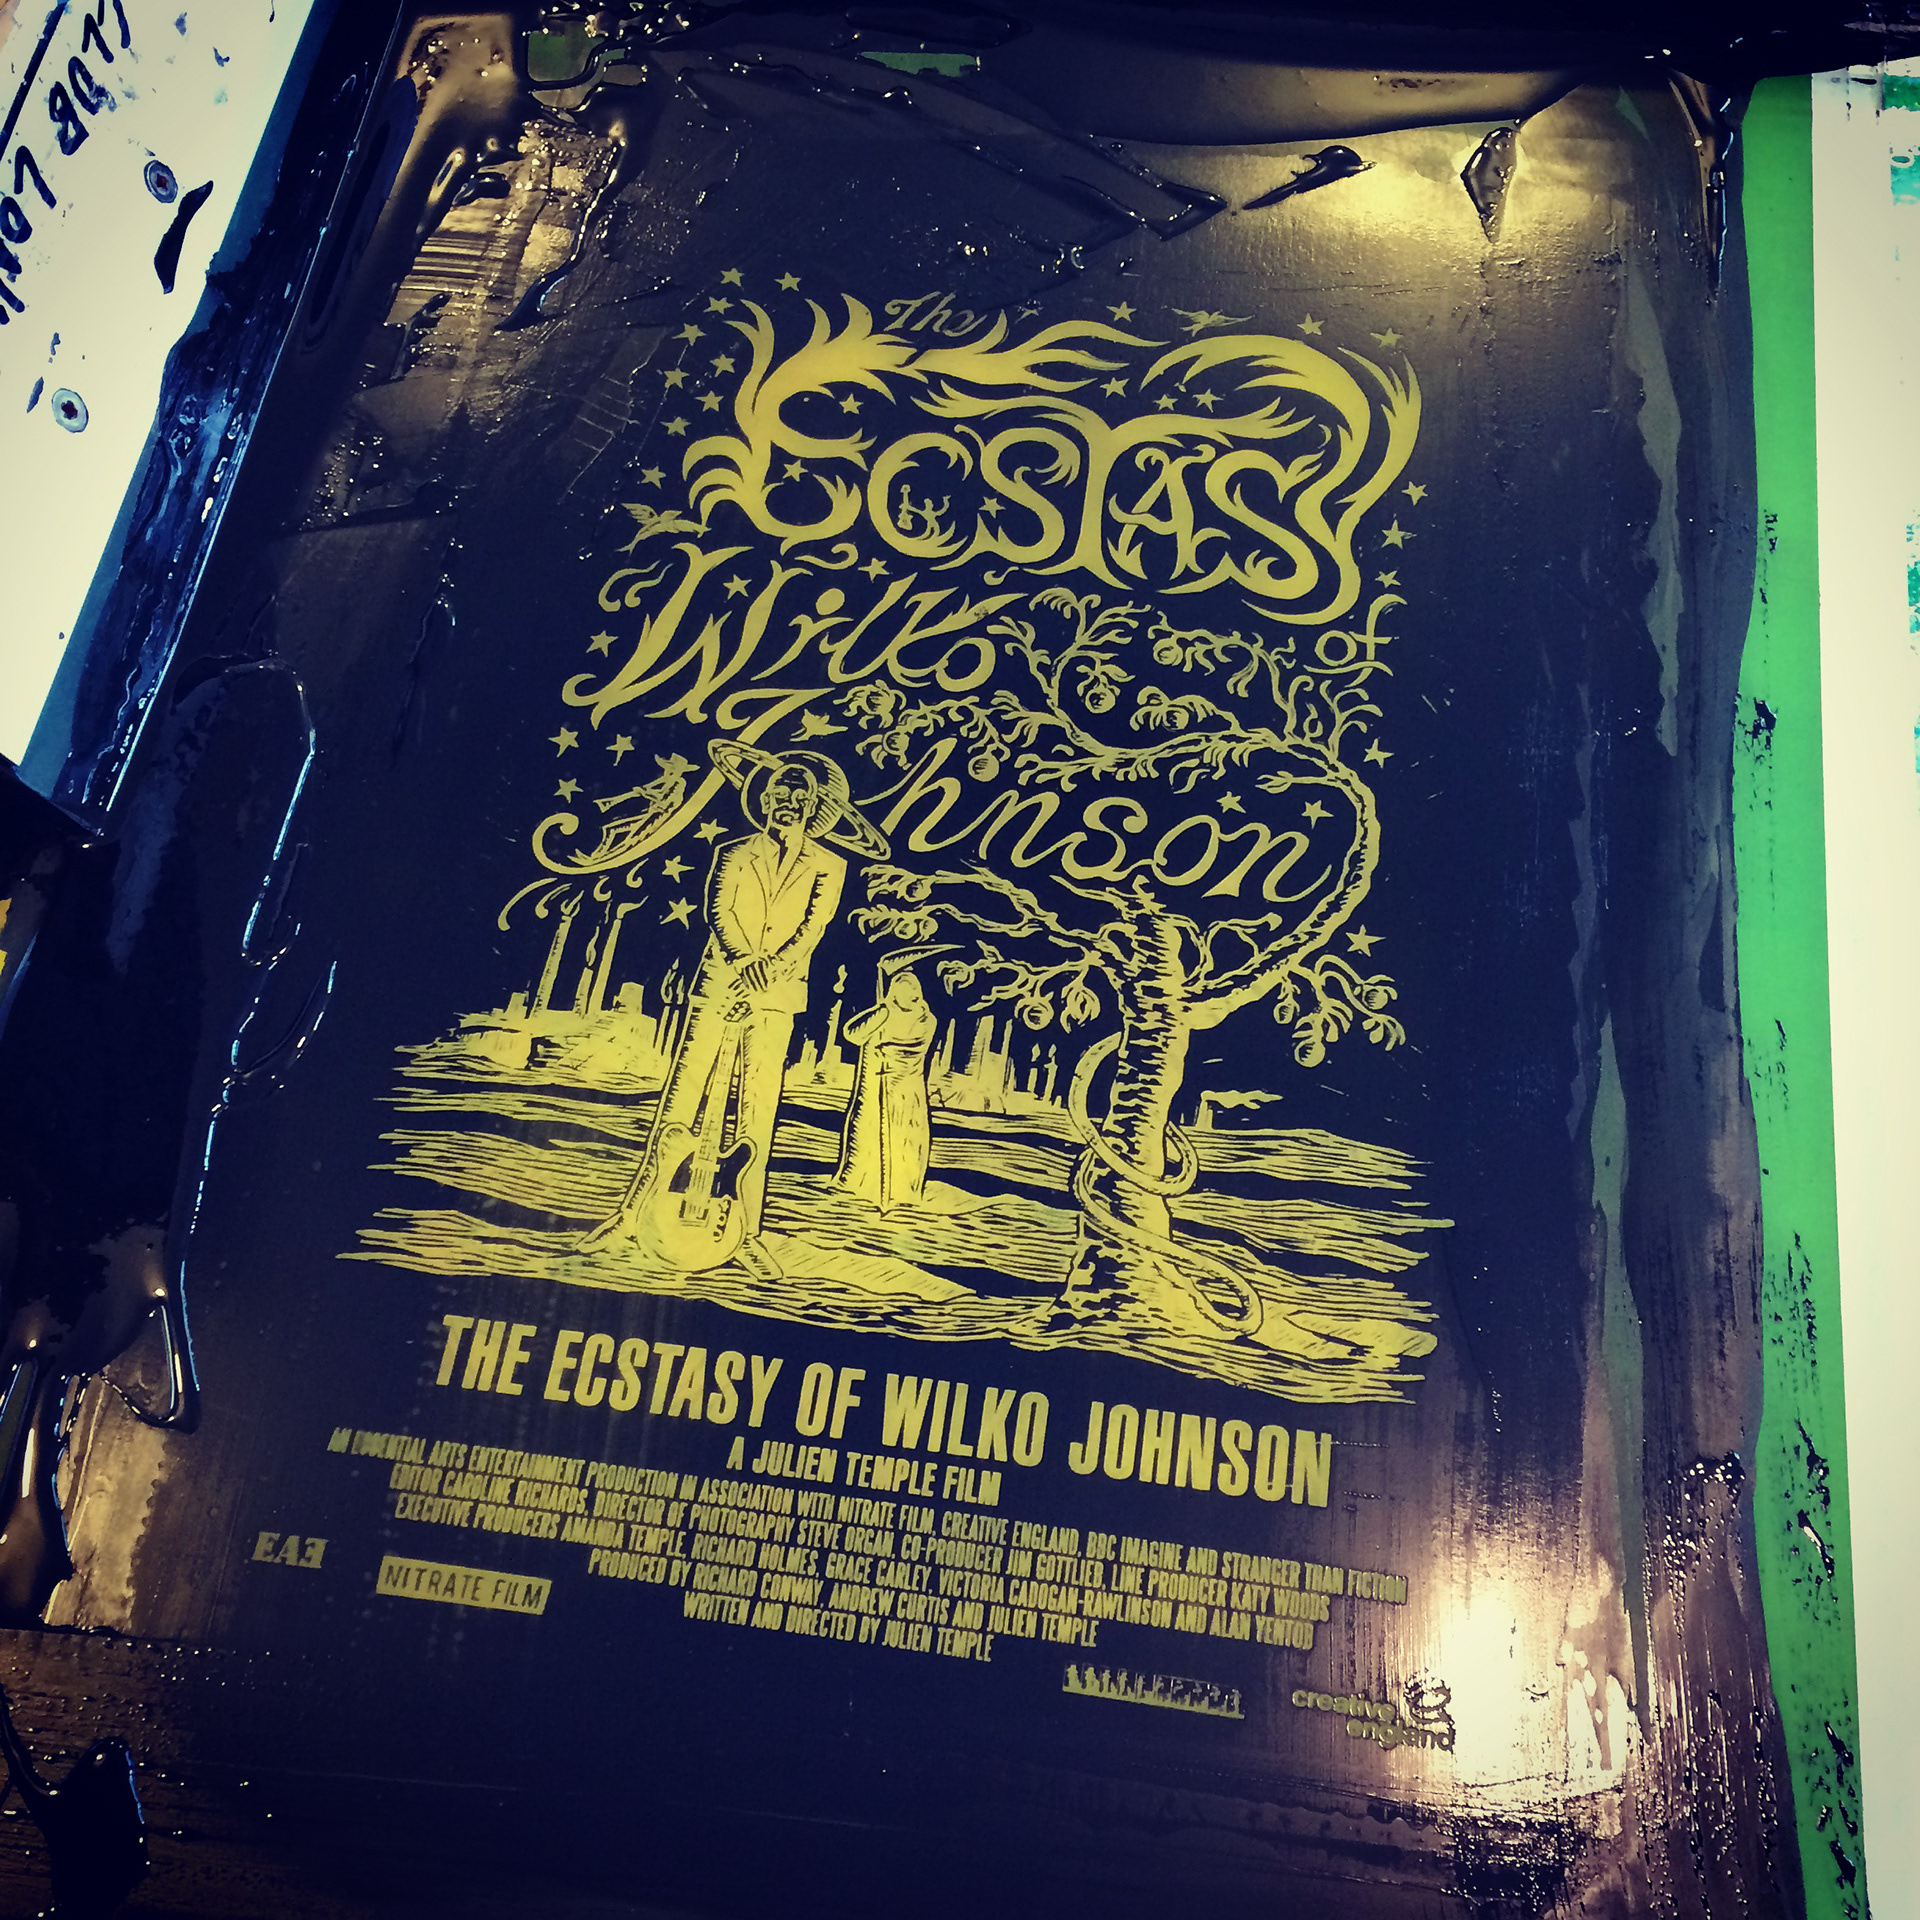 The
Ecstasy
of
Wilko
Johnson
THE ECSTASY OF WILKO JOHNSON
A JULIEN TEMPLE FILM
AN ESSENTIAL ARTS ENTERTAINMENT PRODUCTION IN ASSOCIATION WITH NITRATE FILM, CREATIVE ENGLAND, BBC IMAGINE AND STRANGER THAN FICTION
EDITOR CAROLINE RICHARDS, DIRECTOR OF PHOTOGRAPHY STEVE ORGAN, CO-PRODUCER JIM GOTTLIEB, LINE PRODUCER KATY WOODS
EXECUTIVE PRODUCERS AMANDA TEMPLE, RICHARD HOLMES, GRACE CARLEY, VICTORIA CADOGAN-RAWLINSON AND ALAN YENTOB
PRODUCED BY RICHARD CONWAY, ANDREW CURTIS AND JULIEN TEMPLE
WRITTEN AND DIRECTED BY JULIEN TEMPLE
EAE
NITRATE FILM
creative
england